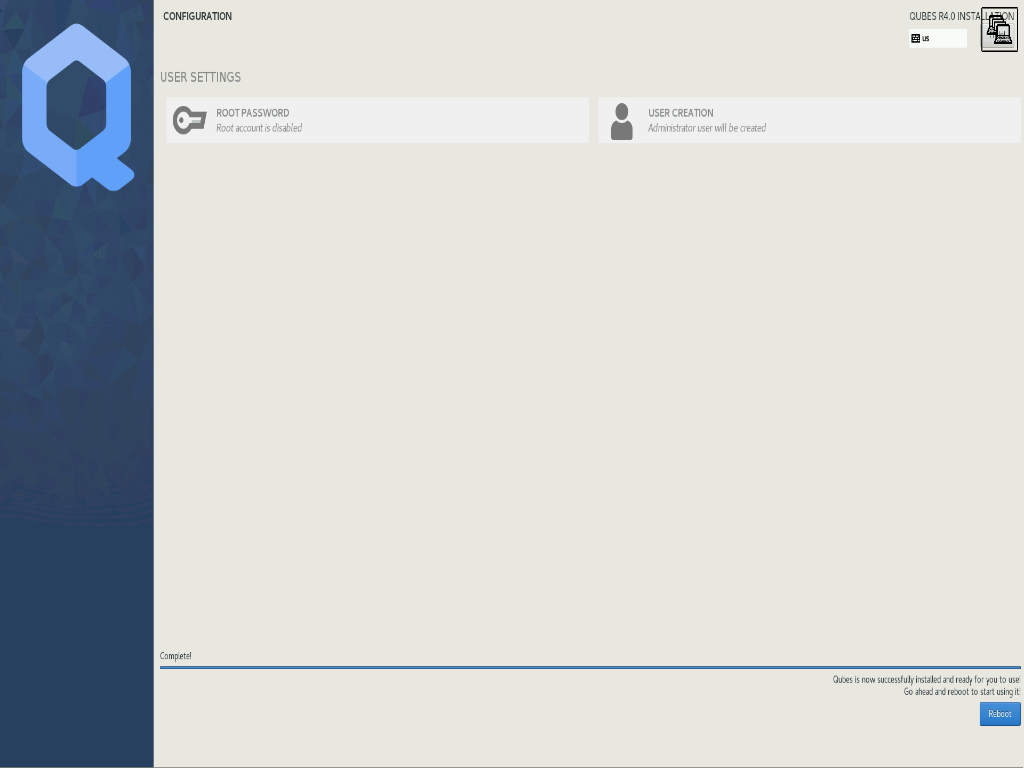 CONFIGURATION
QUBES R4.0 INSTALLATION
us
USER SETTINGS
ROOT PASSWORD
Root account is disabled
USER CREATION
Administrator user will be created
Complete!
Qubes is now successfully installed and ready for you to use!
Go ahead and reboot to start using it!
Reboot